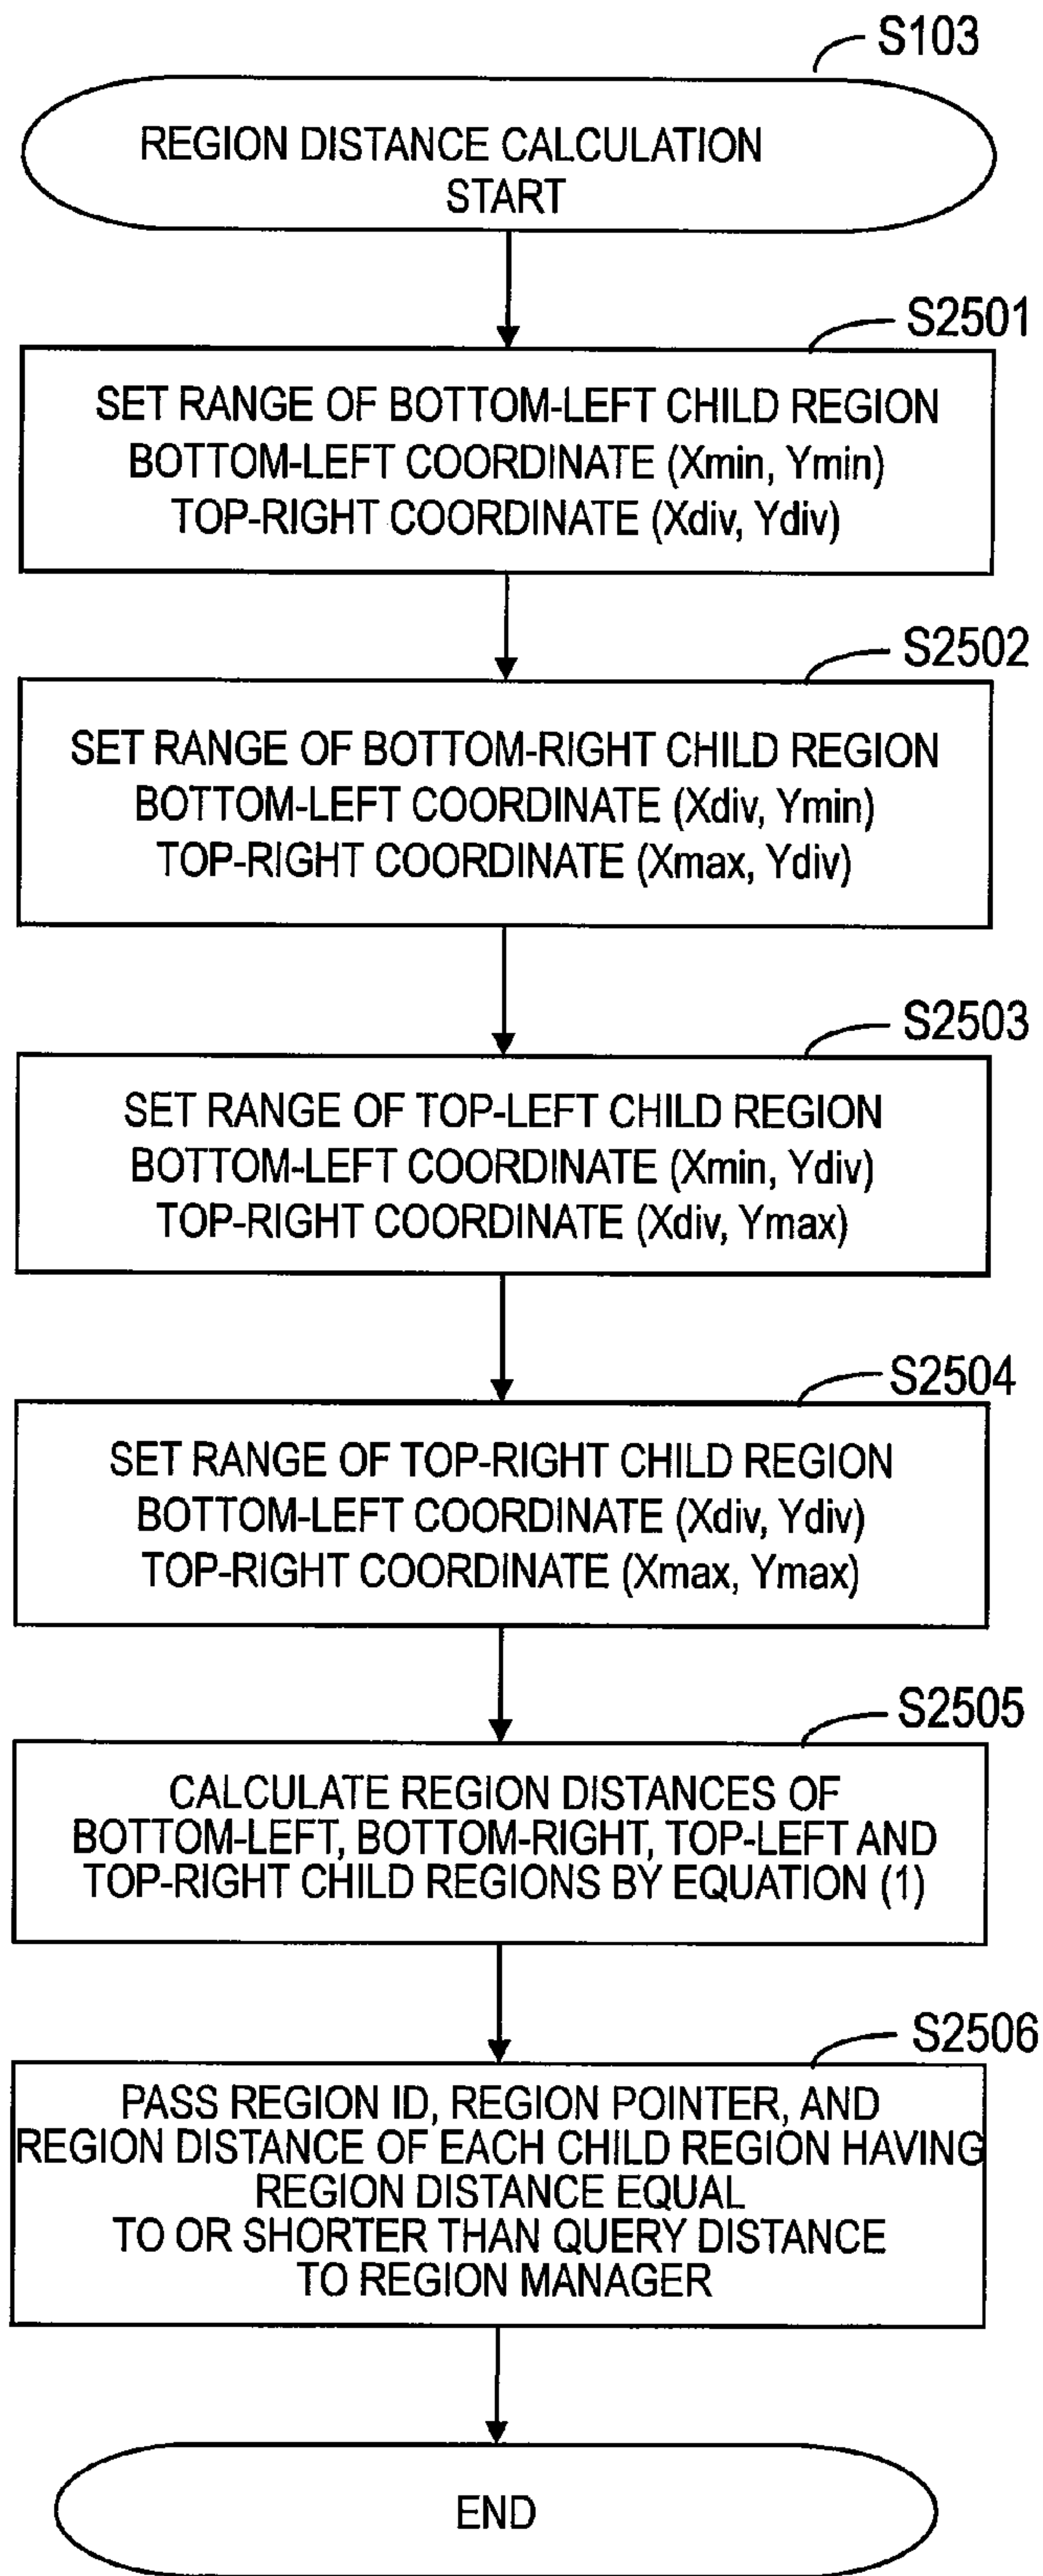 S103
REGION DISTANCE CALCULATION
START
S2501
SET RANGE OF BOTTOM-LEFT CHILD REGION
BOTTOM-LEFT COORDINATE (Xmin, Ymin)
TOP-RIGHT COORDINATE (Xdiv, Ydiv)
S2502
SET RANGE OF BOTTOM-RIGHT CHILD REGION
BOTTOM-LEFT COORDINATE (Xdiv, Ymin)
TOP-RIGHT COORDINATE (Xmax, Ydiv)
S2503
SET RANGE OF TOP-LEFT CHILD REGION
BOTTOM-LEFT COORDINATE (Xmin, Ydiv)
TOP-RIGHT COORDINATE (Xdiv, Ymax)
S2504
SET RANGE OF TOP-RIGHT CHILD REGION
BOTTOM-LEFT COORDINATE (Xdiv, Ydiv)
TOP-RIGHT COORDINATE (Xmax, Ymax)
S2505
CALCULATE REGION DISTANCES OF
BOTTOM-LEFT, BOTTOM-RIGHT, TOP-LEFT AND
TOP-RIGHT CHILD REGIONS BY EQUATION (1)
S2506
PASS REGION ID, REGION POINTER, AND
REGION DISTANCE OF EACH CHILD REGION HAVING
REGION DISTANCE EQUAL
TO OR SHORTER THAN QUERY DISTANCE
TO REGION MANAGER
END